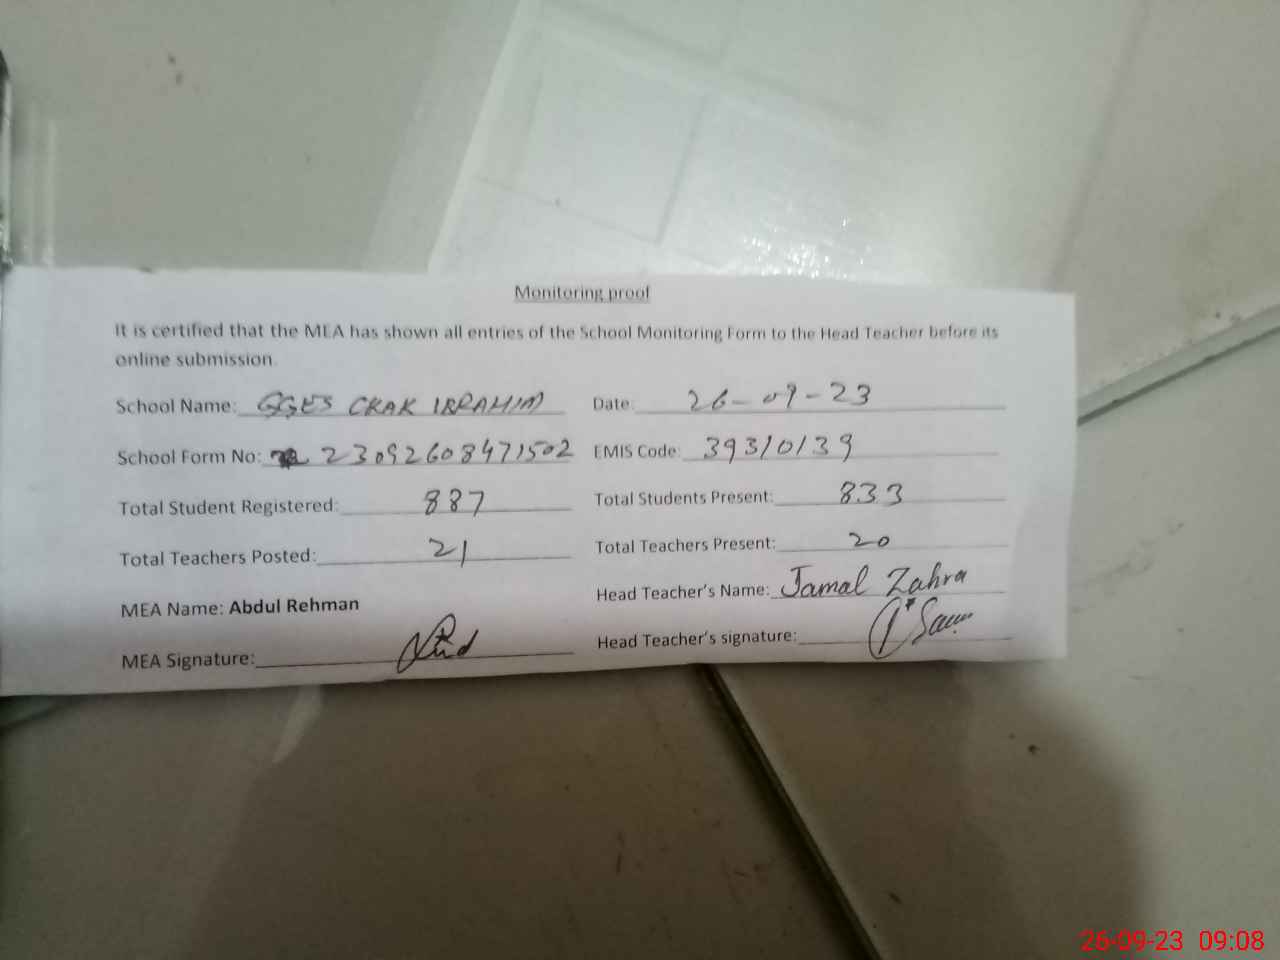 Monitoring proof
It is certified that the MEA has shown all entries of the School Monitoring Form to the Head Teacher before its
online submission.
School Name: GGES CKAK IBRAHIM Date: 26-09-23
School Form No: 23092608471502 EMIS Code: 39310139
Total Student Registered: 887 Total Students Present: 833
Total Teachers Posted: 21 Total Teachers Present: 20
MEA Name: Abdul Rehman Head Teacher's Name: Jamal Zahra
MEA Signature: Head Teacher's signature:
26-09-23 09:08